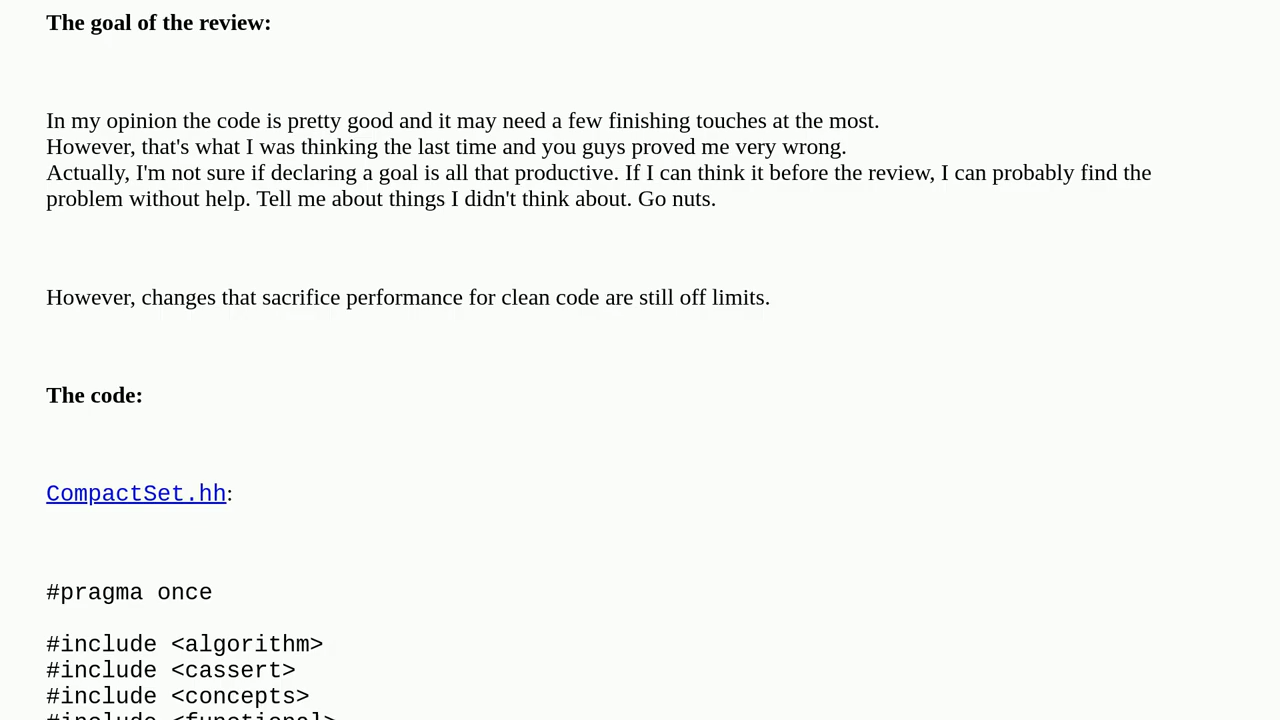 The goal of the review:
In my opinion the code is pretty good and it may need a few finishing touches at the most.
However, that's what I was thinking the last time and you guys proved me very wrong.
Actually, I'm not sure if declaring a goal is all that productive. If I can think it before the review, I can probably find the
problem without help. Tell me about things I didn't think about. Go nuts.
However, changes that sacrifice performance for clean code are still off limits.
The code:
CompactSet.hh:
#pragma once
#include <algorithm>
#include <cassert>
#include <concepts>
#include <functional>